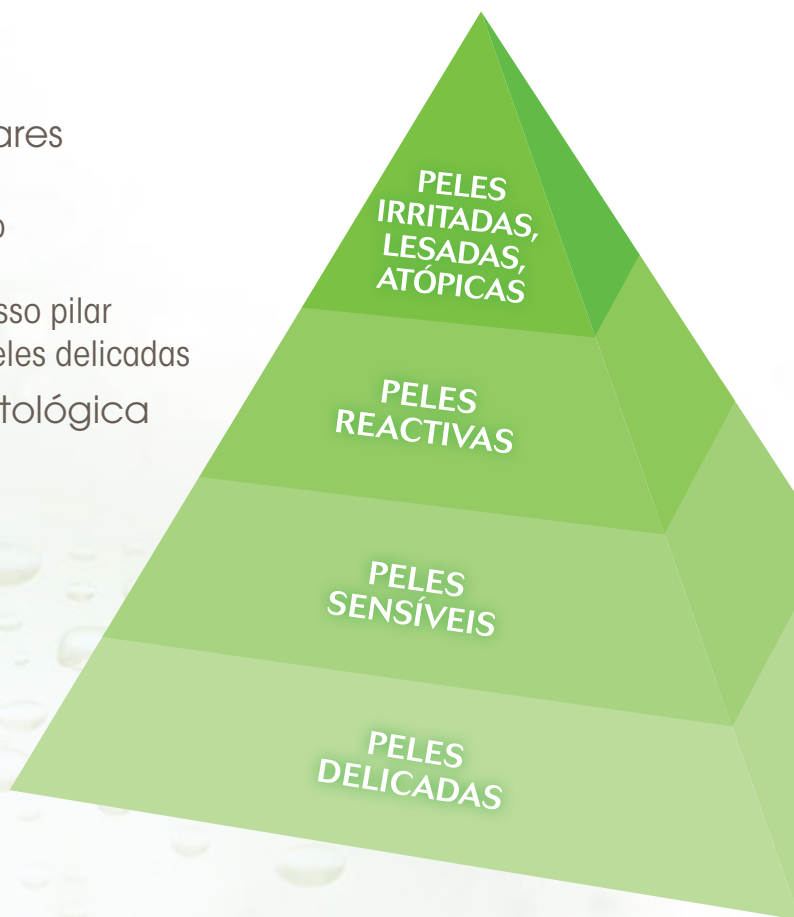 ares
o
sso pilar
eles delicadas
tológica
PELES
IRRITADAS,
LESADAS,
ATÓPICAS
PELES
REACTIVAS
PELES
SENSÍVEIS
PELES
DELICADAS